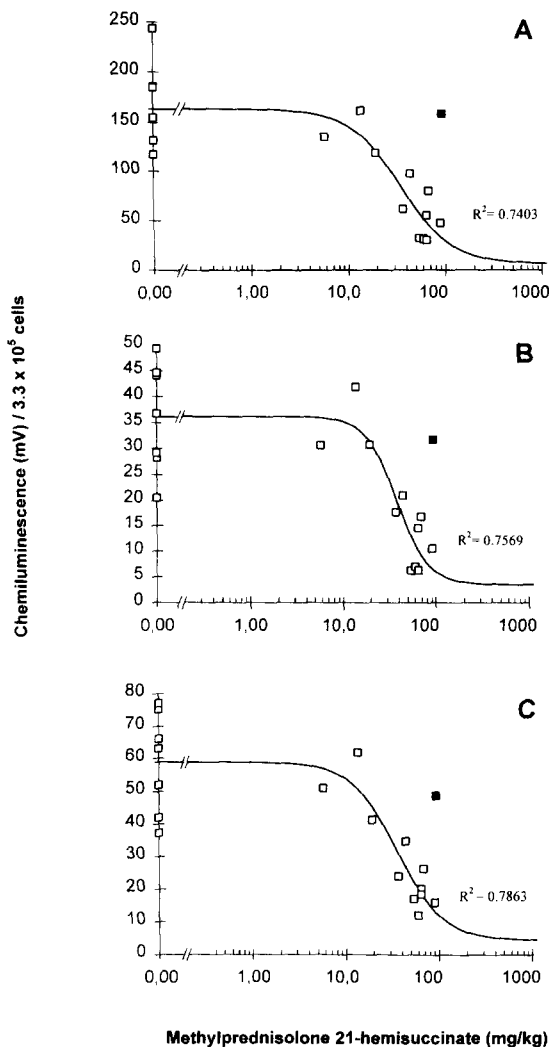 A
250
200
150
100
50
0
R² = 0.7403
0,00 1,00 10,0 100 1000
Chemiluminescence (mV) / 3.3 x 10⁵ cells
B
50
45
40
35
30
25
20
15
10
5
0
R² = 0.7569
0,00 1,00 10,0 100 1000
C
80
70
60
50
40
30
20
10
0
R² – 0.7863
0,00 1,00 10,0 100 1000
Methylprednisolone 21-hemisuccinate (mg/kg)